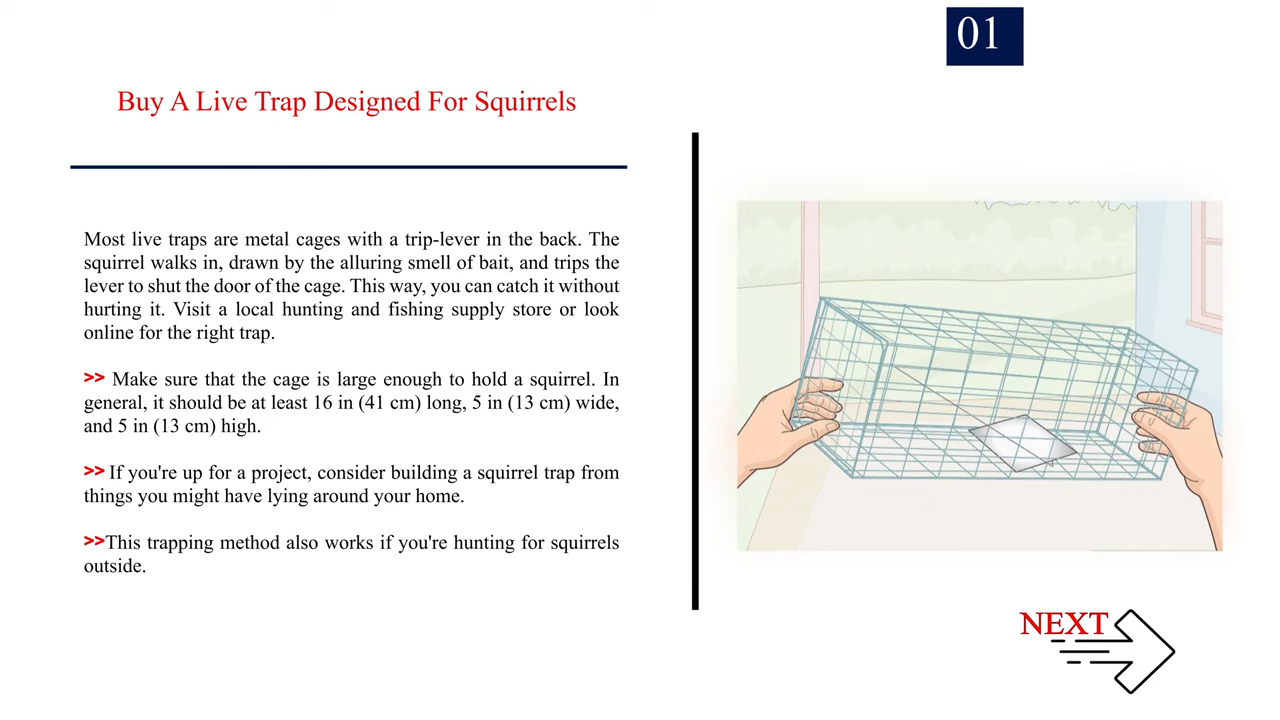 01
Buy A Live Trap Designed For Squirrels
Most live traps are metal cages with a trip-lever in the back. The
squirrel walks in, drawn by the alluring smell of bait, and trips the
lever to shut the door of the cage. This way, you can catch it without
hurting it. Visit a local hunting and fishing supply store or look
online for the right trap.
>> Make sure that the cage is large enough to hold a squirrel. In
general, it should be at least 16 in (41 cm) long, 5 in (13 cm) wide,
and 5 in (13 cm) high.
>> If you're up for a project, consider building a squirrel trap from
things you might have lying around your home.
>>This trapping method also works if you're hunting for squirrels
outside.
NEXT